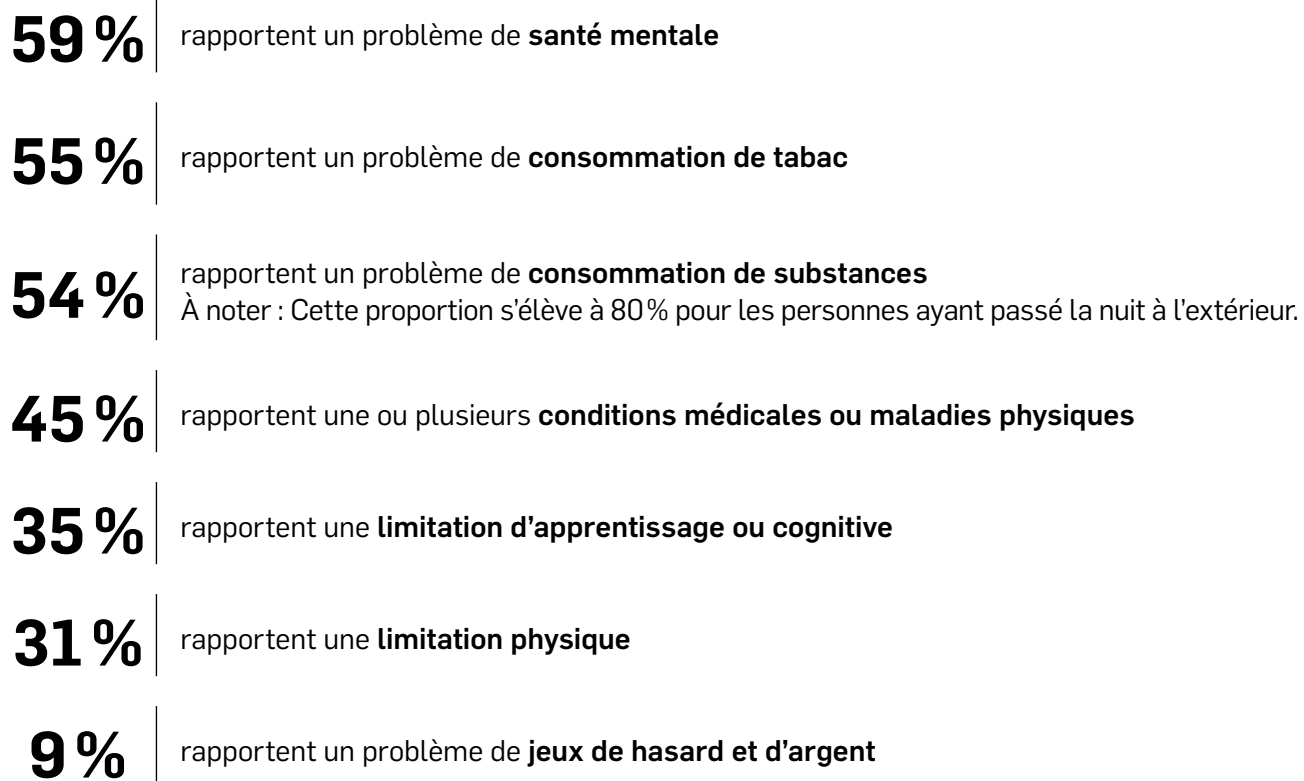 59 % rapportent un problème de santé mentale
55 % rapportent un problème de consommation de tabac
54 % rapportent un problème de consommation de substances
À noter : Cette proportion s’élève à 80 % pour les personnes ayant passé la nuit à l’extérieur.
45 % rapportent une ou plusieurs conditions médicales ou maladies physiques
35 % rapportent une limitation d’apprentissage ou cognitive
31 % rapportent une limitation physique
9 % rapportent un problème de jeux de hasard et d’argent